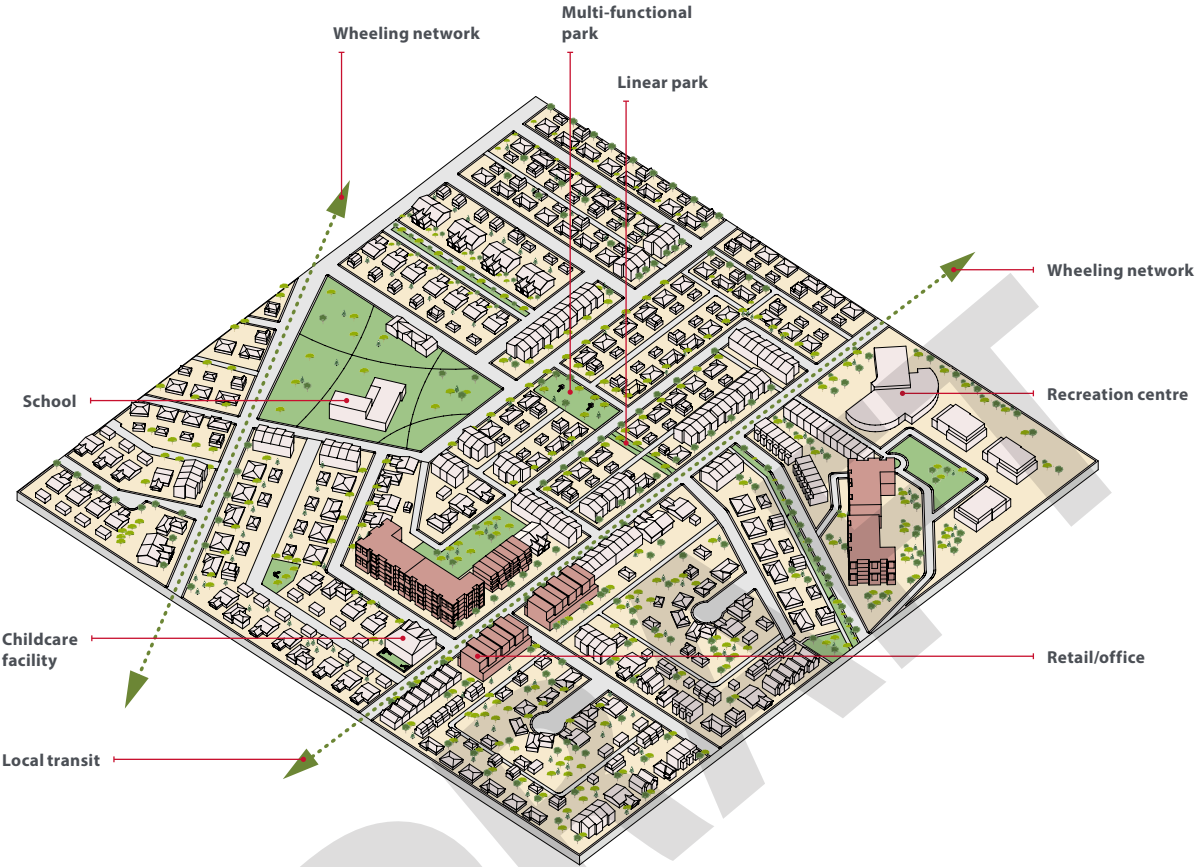 Multi-functional
park
Wheeling network
Linear park
Wheeling network
Recreation centre
School
Childcare
facility
Retail/office
Local transit
DRAFT